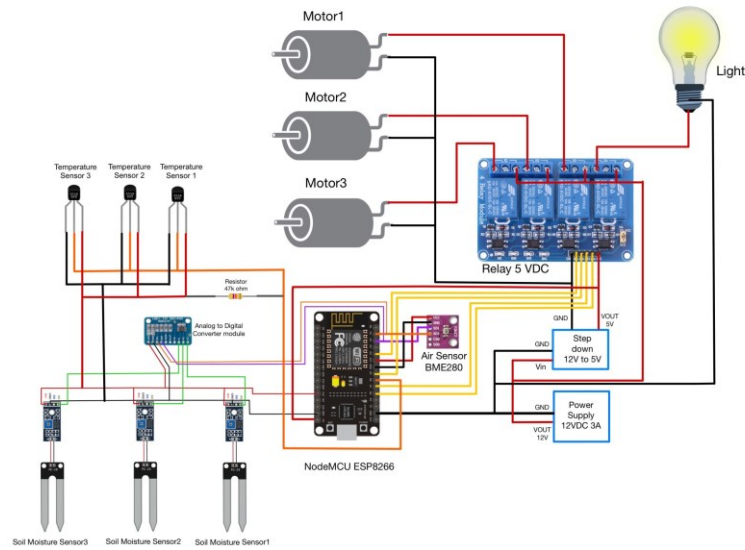 Motor1
Light
Motor2
Temperature
Sensor 3
Temperature
Sensor 2
Temperature
Sensor 1
Motor3
Relay Module
Relay 5 VDC
Resistor
47k ohm
Analog to Digital
Converter module
GND
VOUT
5V
Step
down
12V to 5V
Vin
Air Sensor
BME280
GND
VOUT
12V
Power
Supply
12VDC 3A
NodeMCU ESP8266
Soil Moisture Sensor3
Soil Moisture Sensor2
Soil Moisture Sensor1